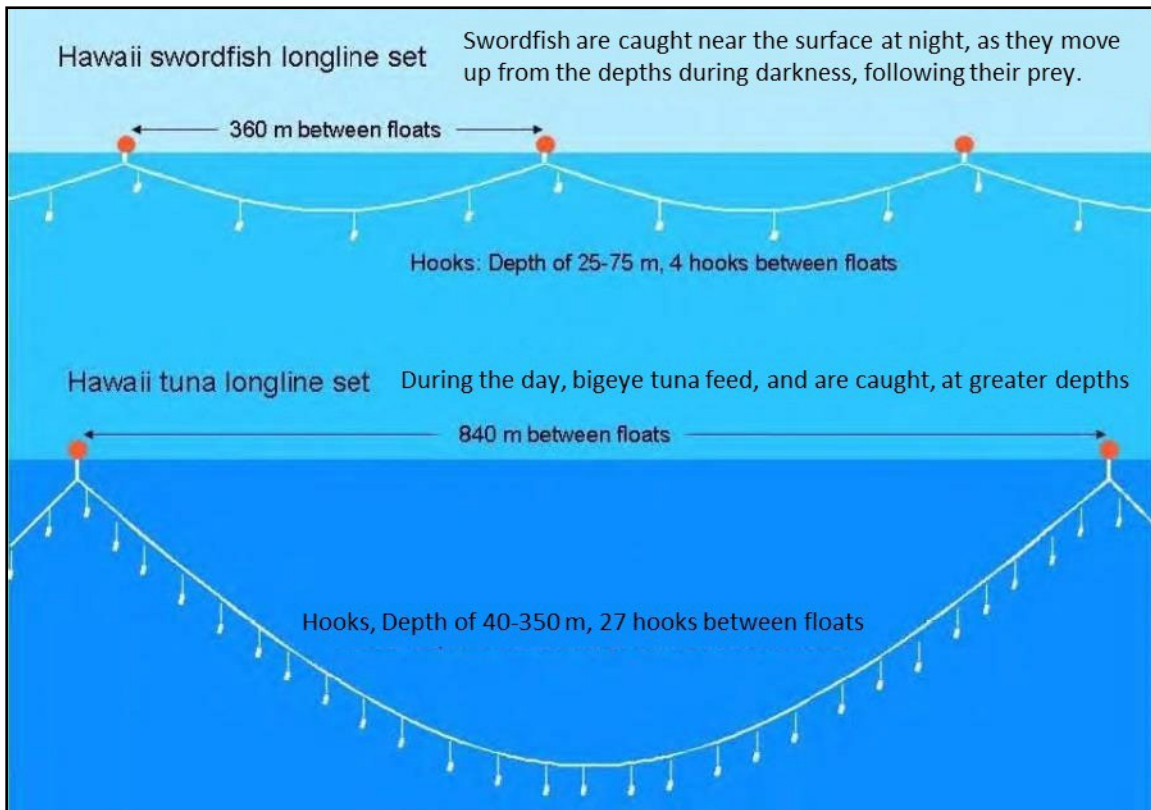 Hawaii swordfish longline set
Swordfish are caught near the surface at night, as they move
up from the depths during darkness, following their prey.
360 m between floats
Hooks: Depth of 25-75 m, 4 hooks between floats
Hawaii tuna longline set
During the day, bigeye tuna feed, and are caught, at greater depths
840 m between floats
Hooks, Depth of 40-350 m, 27 hooks between floats